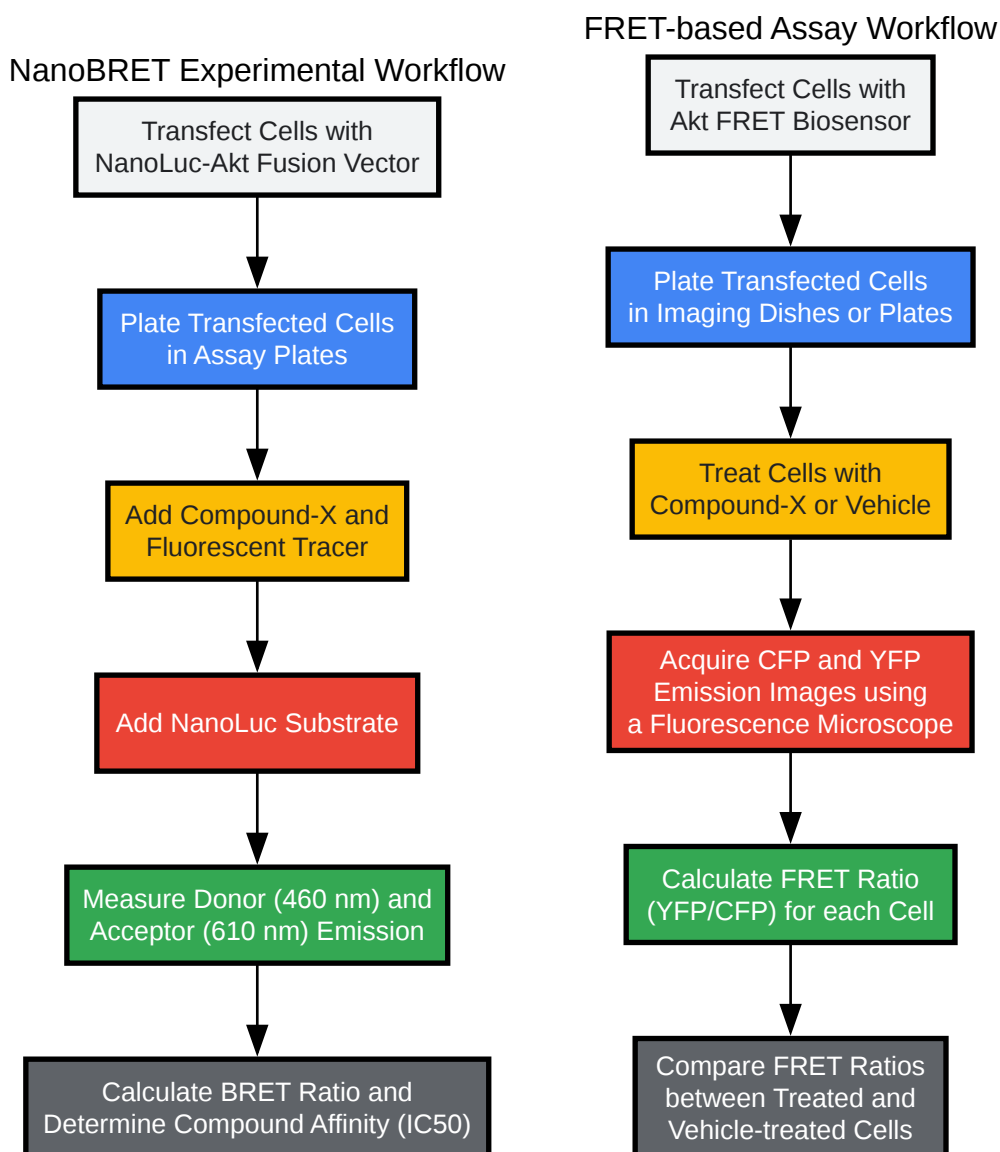 NanoBRET Experimental Workflow
Transfect Cells with
NanoLuc-Akt Fusion Vector
Plate Transfected Cells
in Assay Plates
Add Compound-X and
Fluorescent Tracer
Add NanoLuc Substrate
Measure Donor (460 nm) and
Acceptor (610 nm) Emission
Calculate BRET Ratio and
Determine Compound Affinity (IC50)
FRET-based Assay Workflow
Transfect Cells with
Akt FRET Biosensor
Plate Transfected Cells
in Imaging Dishes or Plates
Treat Cells with
Compound-X or Vehicle
Acquire CFP and YFP
Emission Images using
a Fluorescence Microscope
Calculate FRET Ratio
(YFP/CFP) for each Cell
Compare FRET Ratios
between Treated and
Vehicle-treated Cells